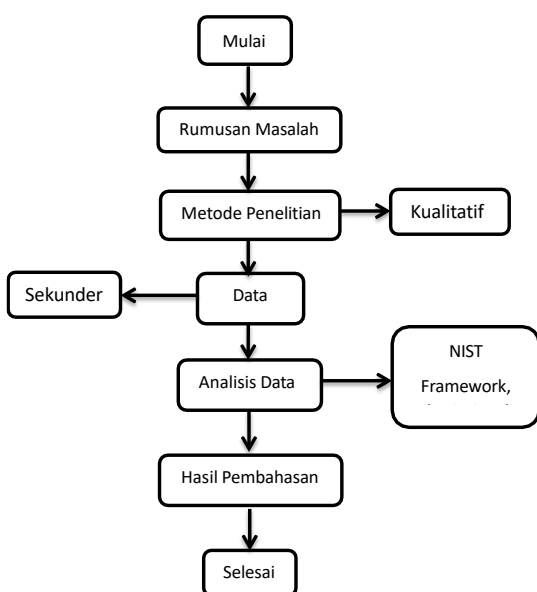 Mulai
Rumusan Masalah
Metode Penelitian
Kualitatif
Sekunder
Data
Analisis Data
NIST
Framework,
Hasil Pembahasan
Selesai